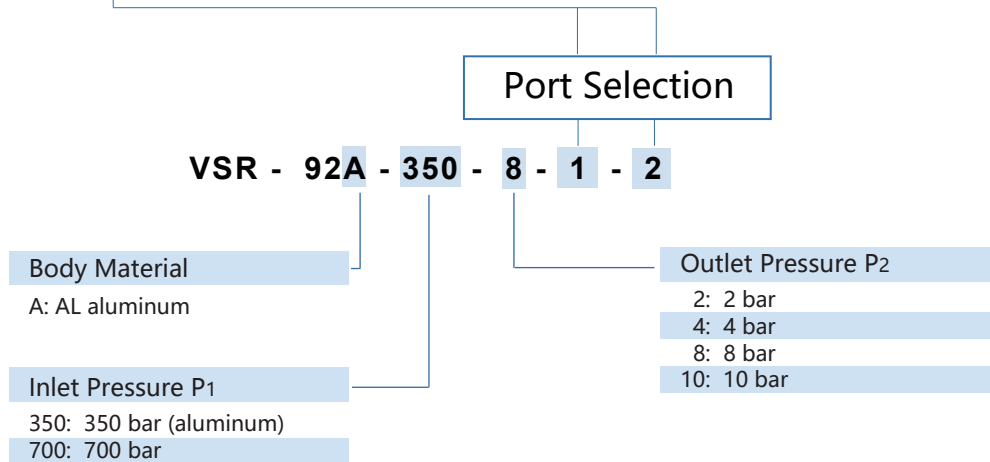 Port Selection
VSR - 92A - 350 - 8 - 1 - 2
Body Material
A: AL aluminum
Inlet Pressure P1
350: 350 bar (aluminum)
700: 700 bar
Outlet Pressure P2
2: 2 bar
4: 4 bar
8: 8 bar
10: 10 bar